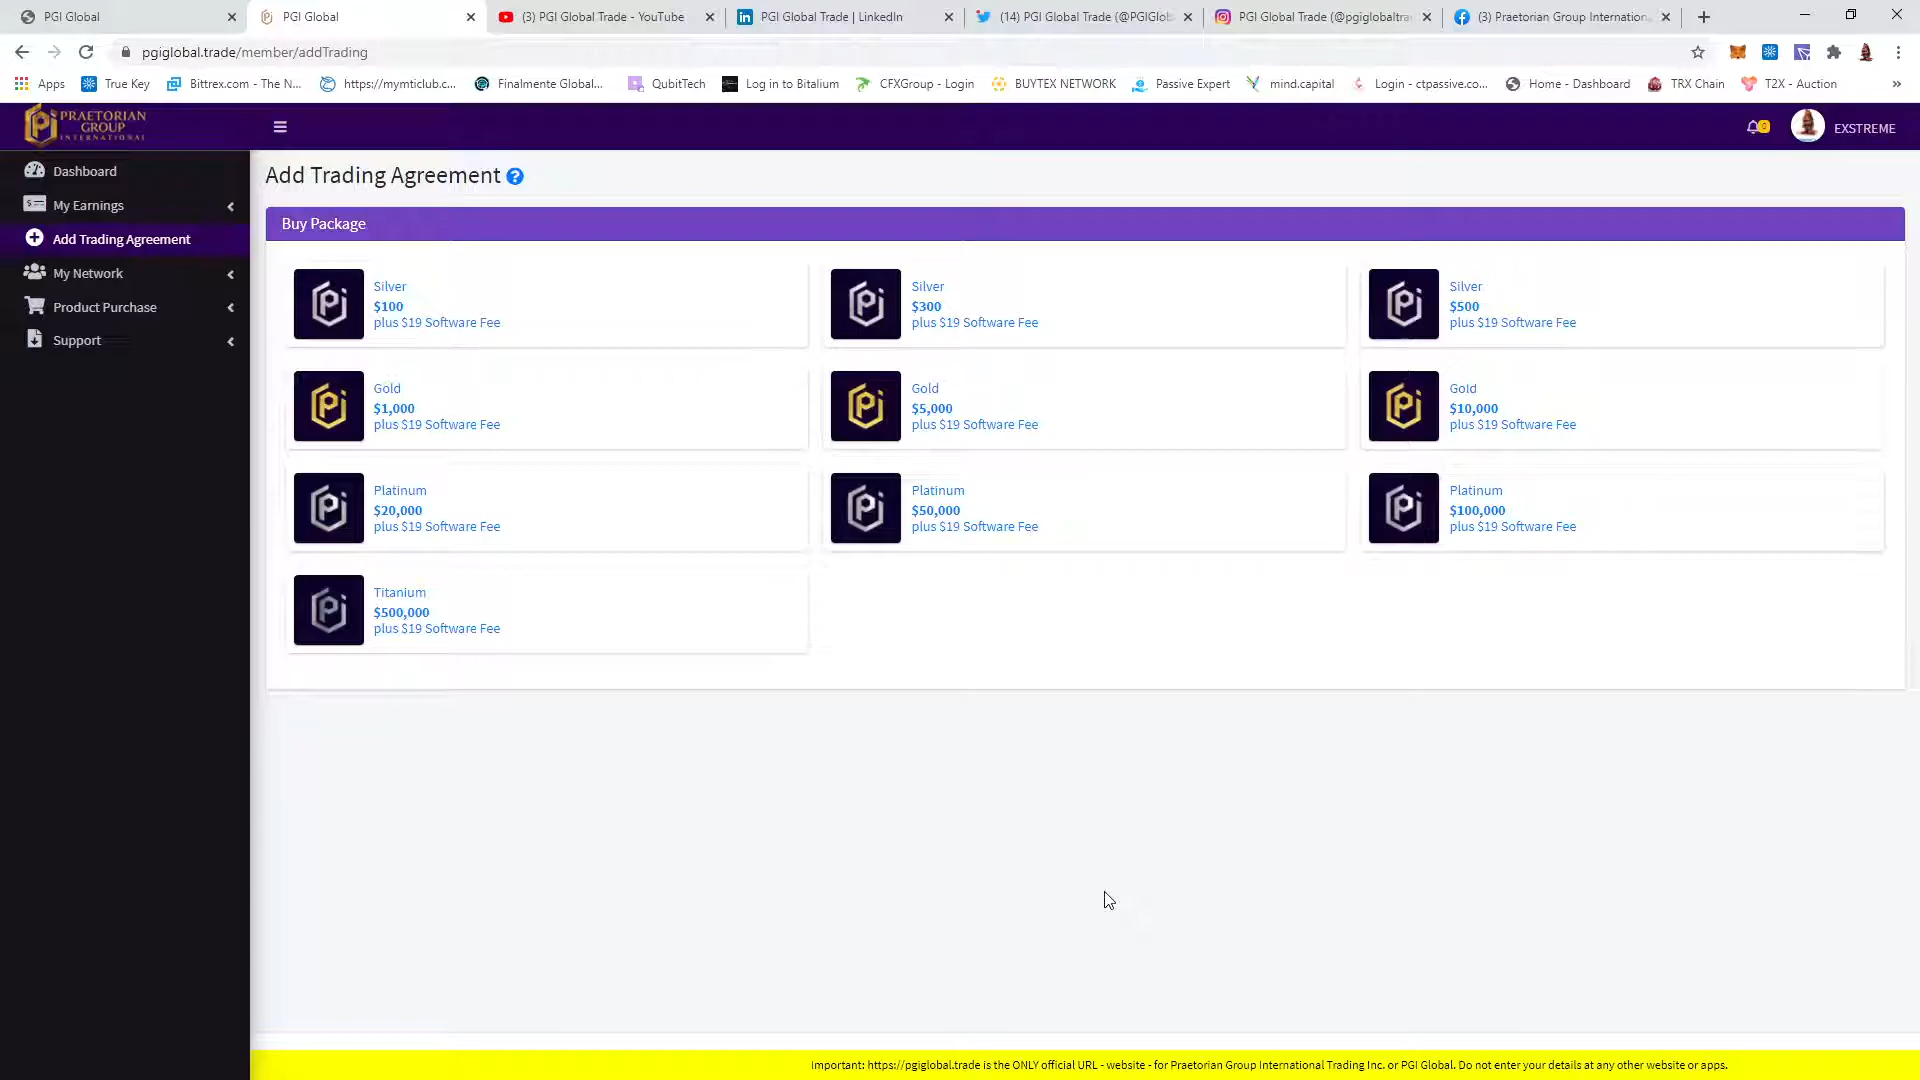 PGI Global
PGI Global
(3) PGI Global Trade - YouTube
PGI Global Trade | LinkedIn
(14) PGI Global Trade (@PGIGlob
PGI Global Trade (@pgiglobaltra
(3) Praetorian Group Internation
pgiglobal.trade/member/addTrading
Apps
True Key
Bittrex.com - The N...
https://mymticlub.c...
Finalmente Global...
QubitTech
Log in to Bitalium
CFXGroup - Login
BUYTEX NETWORK
Passive Expert
mind.capital
Login - ctpassive.co...
Home - Dashboard
TRX Chain
T2X - Auction
»
PRAETORIAN
GROUP
INTERNATIONAL
EXSTREME
Dashboard
My Earnings
Add Trading Agreement
My Network
Product Purchase
Support
Add Trading Agreement ?
Buy Package
Silver
$100
plus $19 Software Fee
Silver
$300
plus $19 Software Fee
Silver
$500
plus $19 Software Fee
Gold
$1,000
plus $19 Software Fee
Gold
$5,000
plus $19 Software Fee
Gold
$10,000
plus $19 Software Fee
Platinum
$20,000
plus $19 Software Fee
Platinum
$50,000
plus $19 Software Fee
Platinum
$100,000
plus $19 Software Fee
Titanium
$500,000
plus $19 Software Fee
Important: https://pgiglobal.trade is the ONLY official URL - website - for Praetorian Group International Trading Inc. or PGI Global. Do not enter your details at any other website or apps.